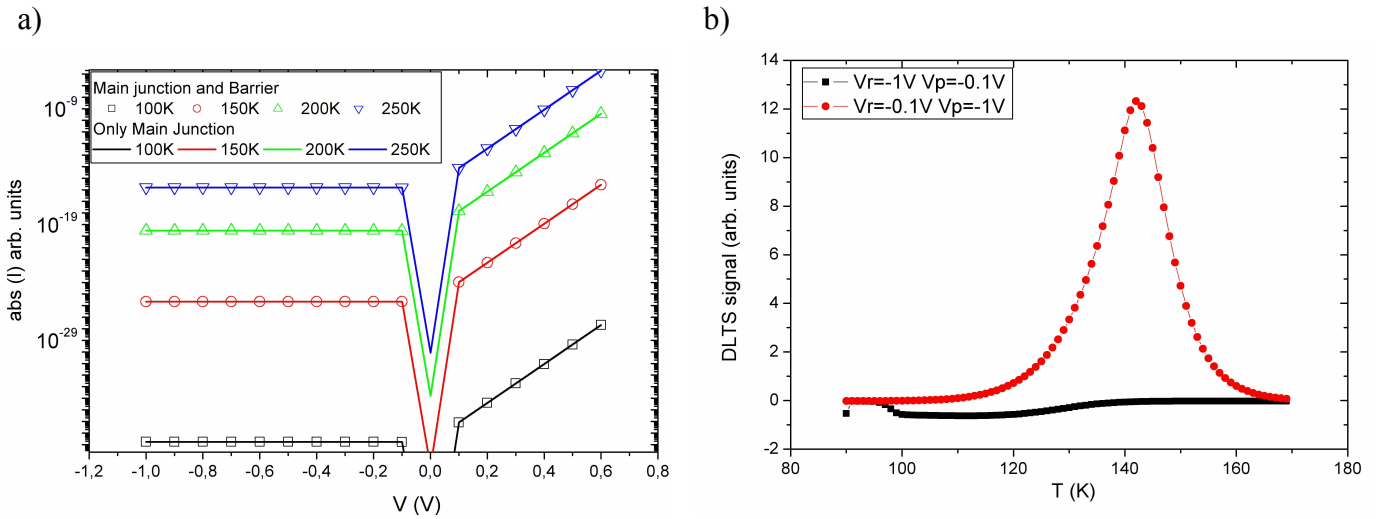 a)
abs (I) arb. units
10^-9
10^-19
10^-29
Main junction and Barrier
100K 150K 200K 250K
Only Main Junction
100K 150K 200K 250K
-1,2 -1,0 -0,8 -0,6 -0,4 -0,2 0,0 0,2 0,4 0,6 0,8
V (V)
b)
DLTS signal (arb. units)
14
12
10
8
6
4
2
0
-2
Vr=-1V Vp=-0.1V
Vr=-0.1V Vp=-1V
80 100 120 140 160 180
T (K)